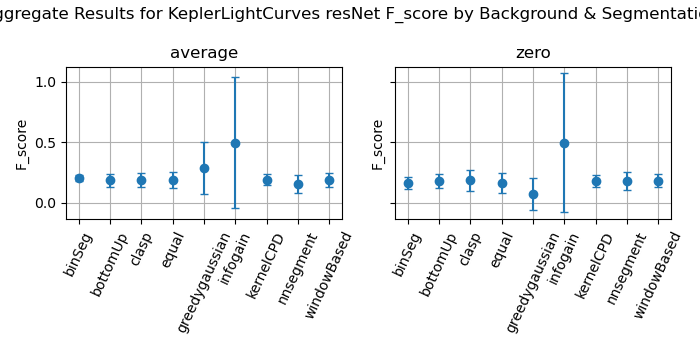 ggregate Results for KeplerLightCurves resNet F_score by Background & Segmentati
average
zero
F_score
1.0
0.5
0.0
binSeg
bottomUp
clasp
equal
greedygaussian
infogain
kernelCPD
nnsegment
windowBased
F_score
binSeg
bottomUp
clasp
equal
greedygaussian
infogain
kernelCPD
nnsegment
windowBased